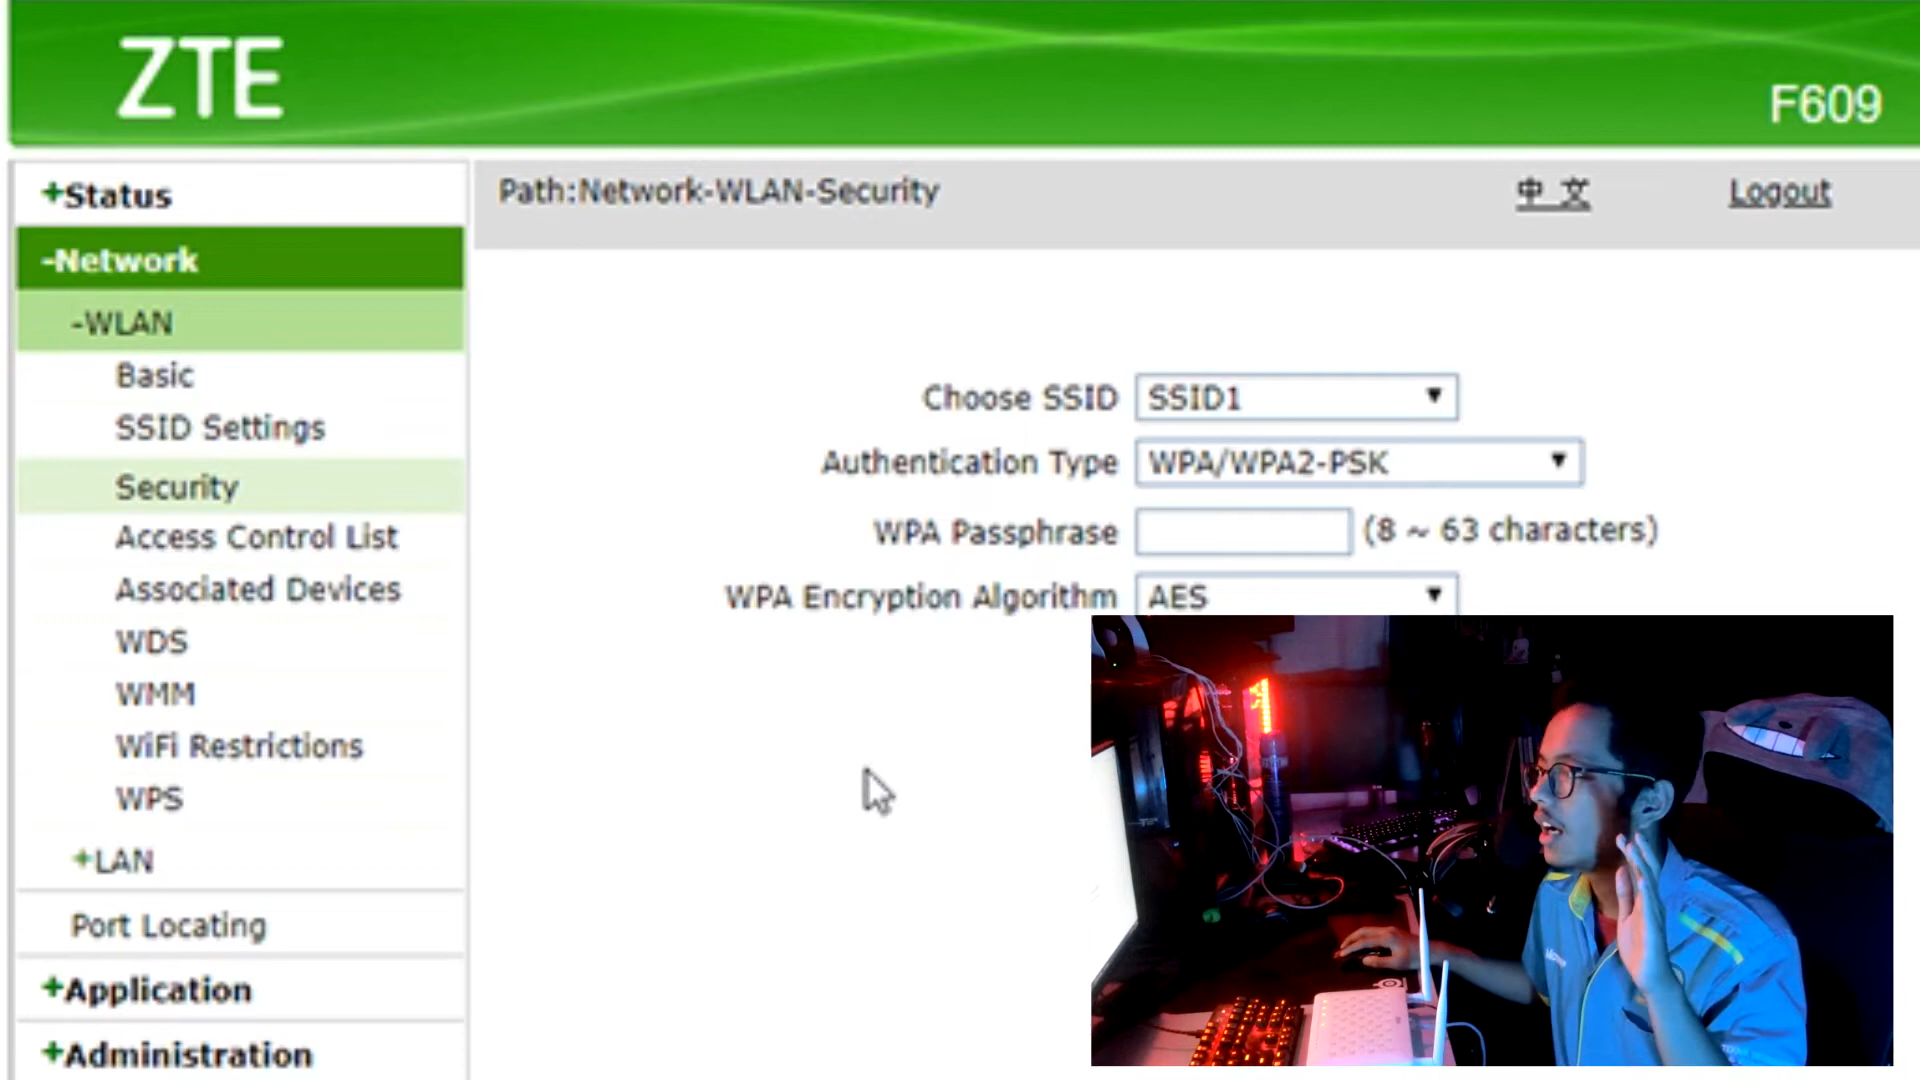 ZTE
F609
+Status
-Network
-WLAN
Basic
SSID Settings
Security
Access Control List
Associated Devices
WDS
WMM
WiFi Restrictions
WPS
+LAN
Port Locating
+Application
+Administration
Path:Network-WLAN-Security
中 文
Logout
Choose SSID SSID1
Authentication Type WPA/WPA2-PSK
WPA Passphrase (8 ~ 63 characters)
WPA Encryption Algorithm AES